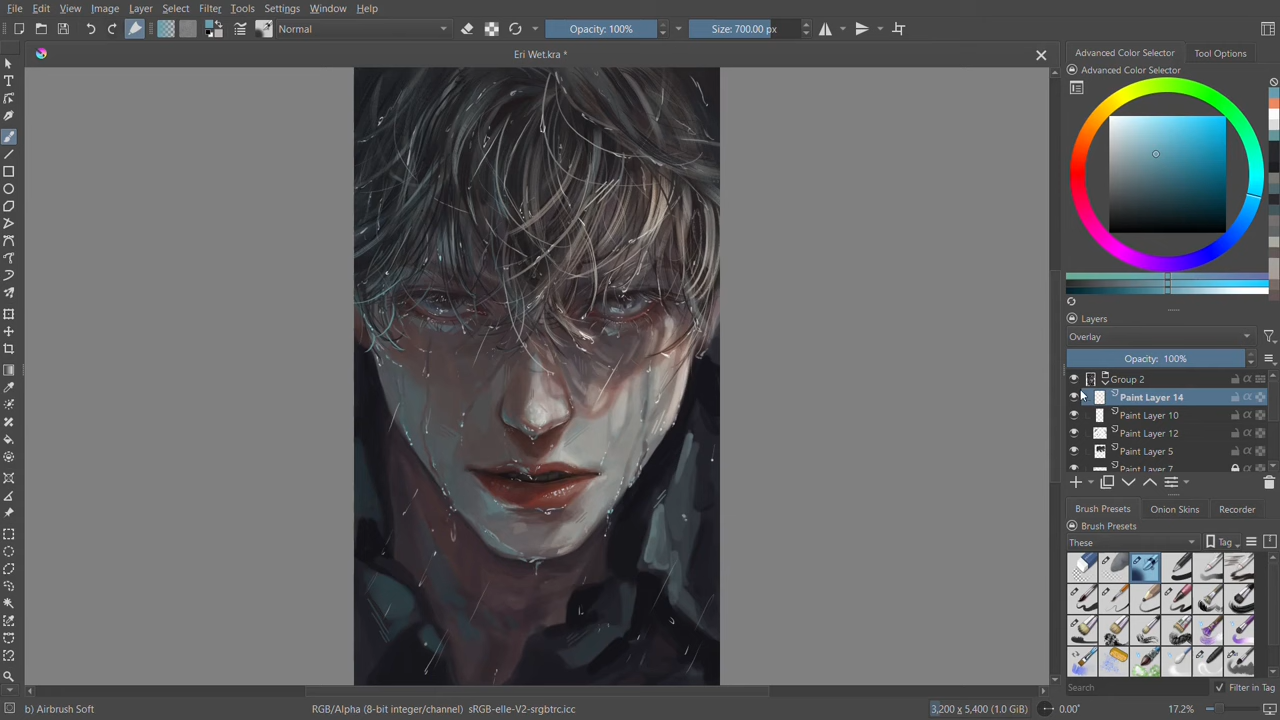 File Edit View Image Layer Select Filter Tools Settings Window Help
Normal Opacity: 100% Size: 700.00 px
Eri Wet.kra *
Advanced Color Selector Tool Options
Advanced Color Selector
Layers
Overlay
Opacity: 100%
Group 2
Paint Layer 14
Paint Layer 10
Paint Layer 12
Paint Layer 5
Paint Layer 7
Brush Presets Onion Skins Recorder
Brush Presets
These Tag
Search Filter in Tag
b) Airbrush Soft RGB/Alpha (8-bit integer/channel) sRGB-elle-V2-srgbtrc.icc 3,200 x 5,400 (1.0 GiB) 0.00° 17.2%